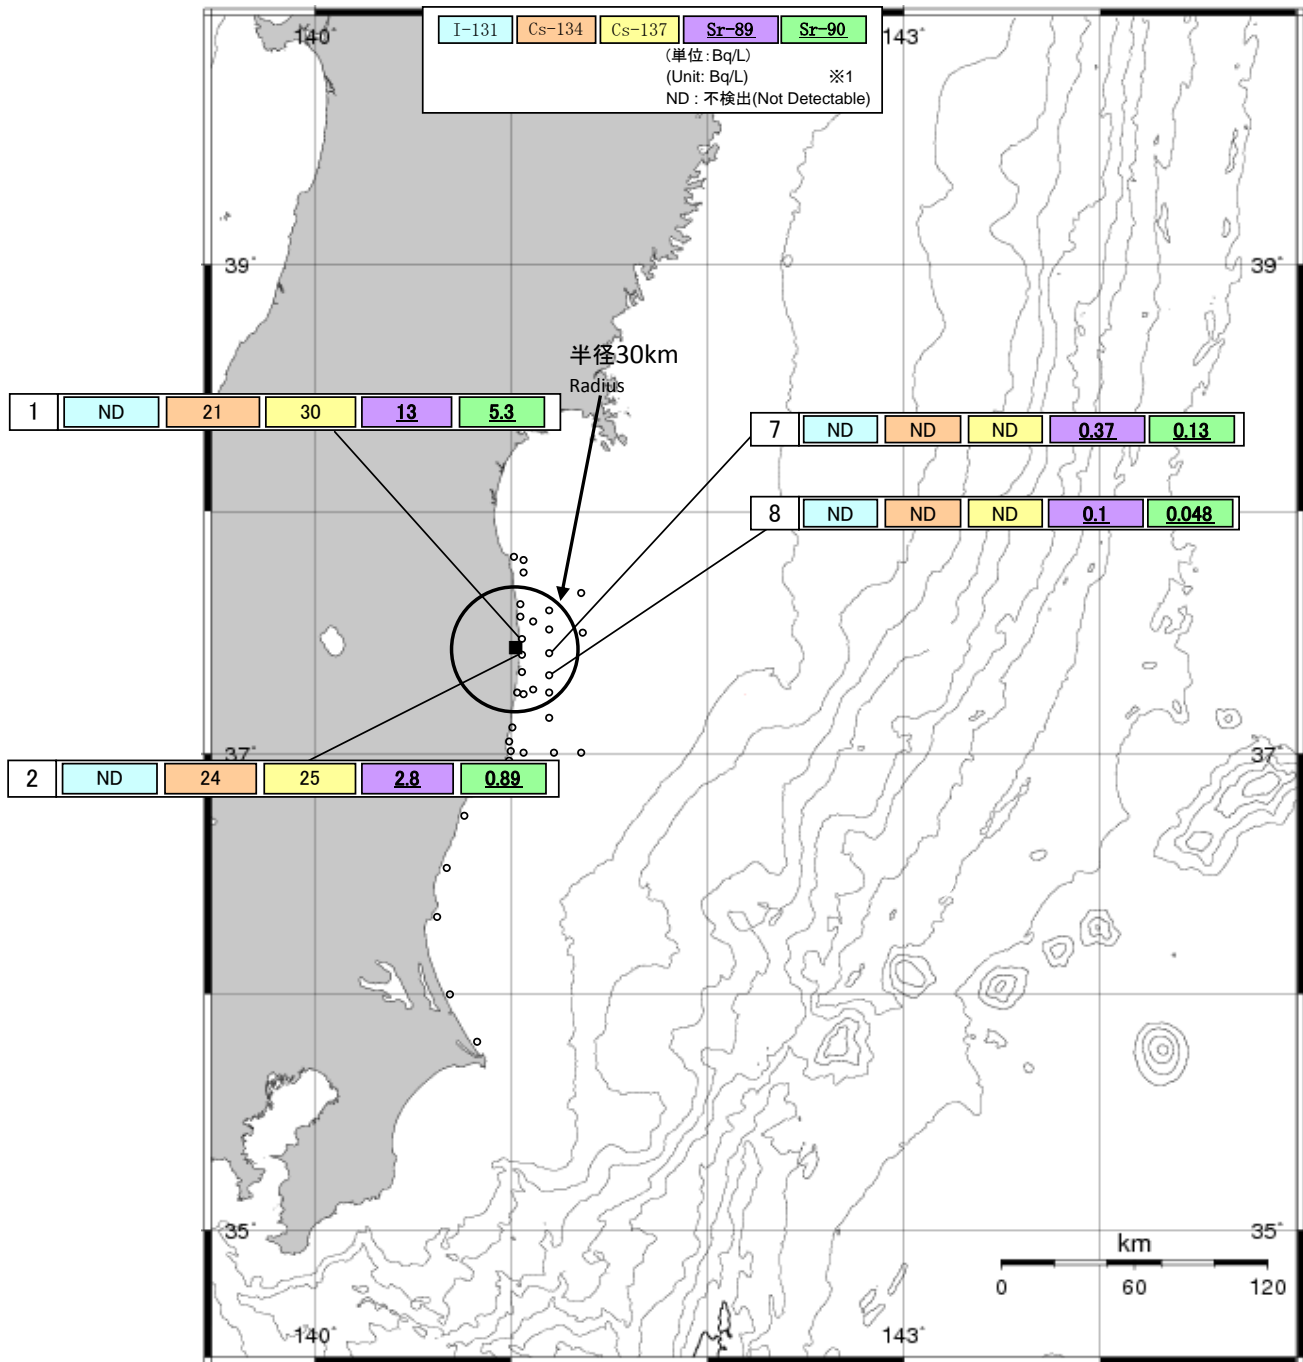 I-131 Cs-134 Cs-137 Sr-89 Sr-90
(単位:Bq/L)
(Unit: Bq/L) ※1
ND : 不検出(Not Detectable)
140° 143°
39° 39°
半径30km
Radius
1 ND 21 30 13 5.3
7 ND ND ND 0.37 0.13
8 ND ND ND 0.1 0.048
37° 37°
2 ND 24 25 2.8 0.89
35° 35°
km
0 60 120
140° 143°